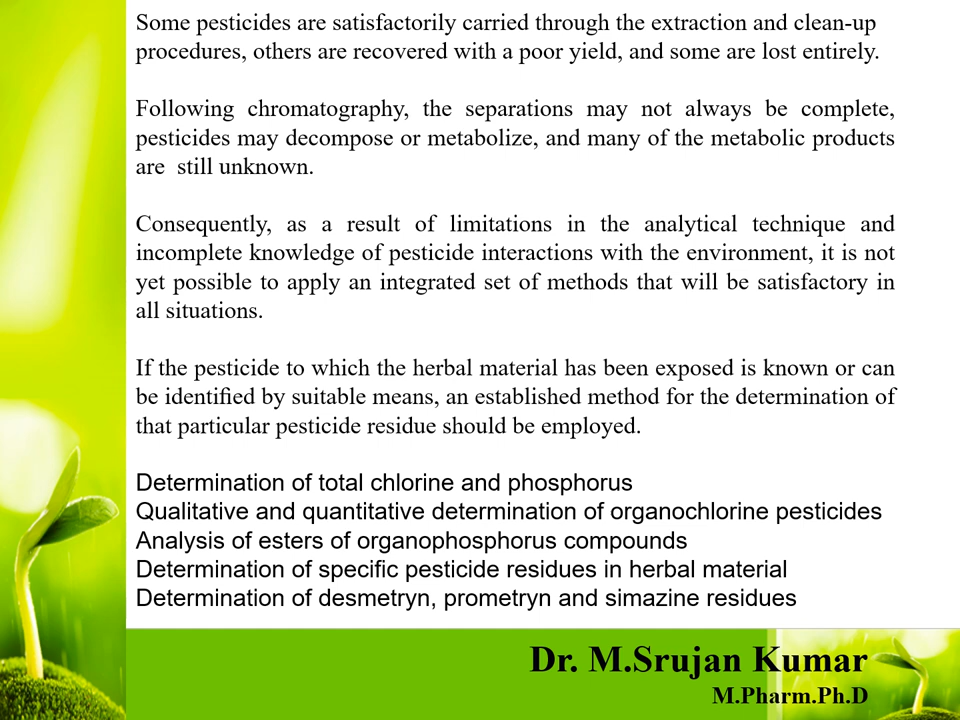 Some pesticides are satisfactorily carried through the extraction and clean-up
procedures, others are recovered with a poor yield, and some are lost entirely.
Following chromatography, the separations may not always be complete,
pesticides may decompose or metabolize, and many of the metabolic products
are still unknown.
Consequently, as a result of limitations in the analytical technique and
incomplete knowledge of pesticide interactions with the environment, it is not
yet possible to apply an integrated set of methods that will be satisfactory in
all situations.
If the pesticide to which the herbal material has been exposed is known or can
be identified by suitable means, an established method for the determination of
that particular pesticide residue should be employed.
Determination of total chlorine and phosphorus
Qualitative and quantitative determination of organochlorine pesticides
Analysis of esters of organophosphorus compounds
Determination of specific pesticide residues in herbal material
Determination of desmetryn, prometryn and simazine residues
Dr. M.Srujan Kumar
M.Pharm.Ph.D